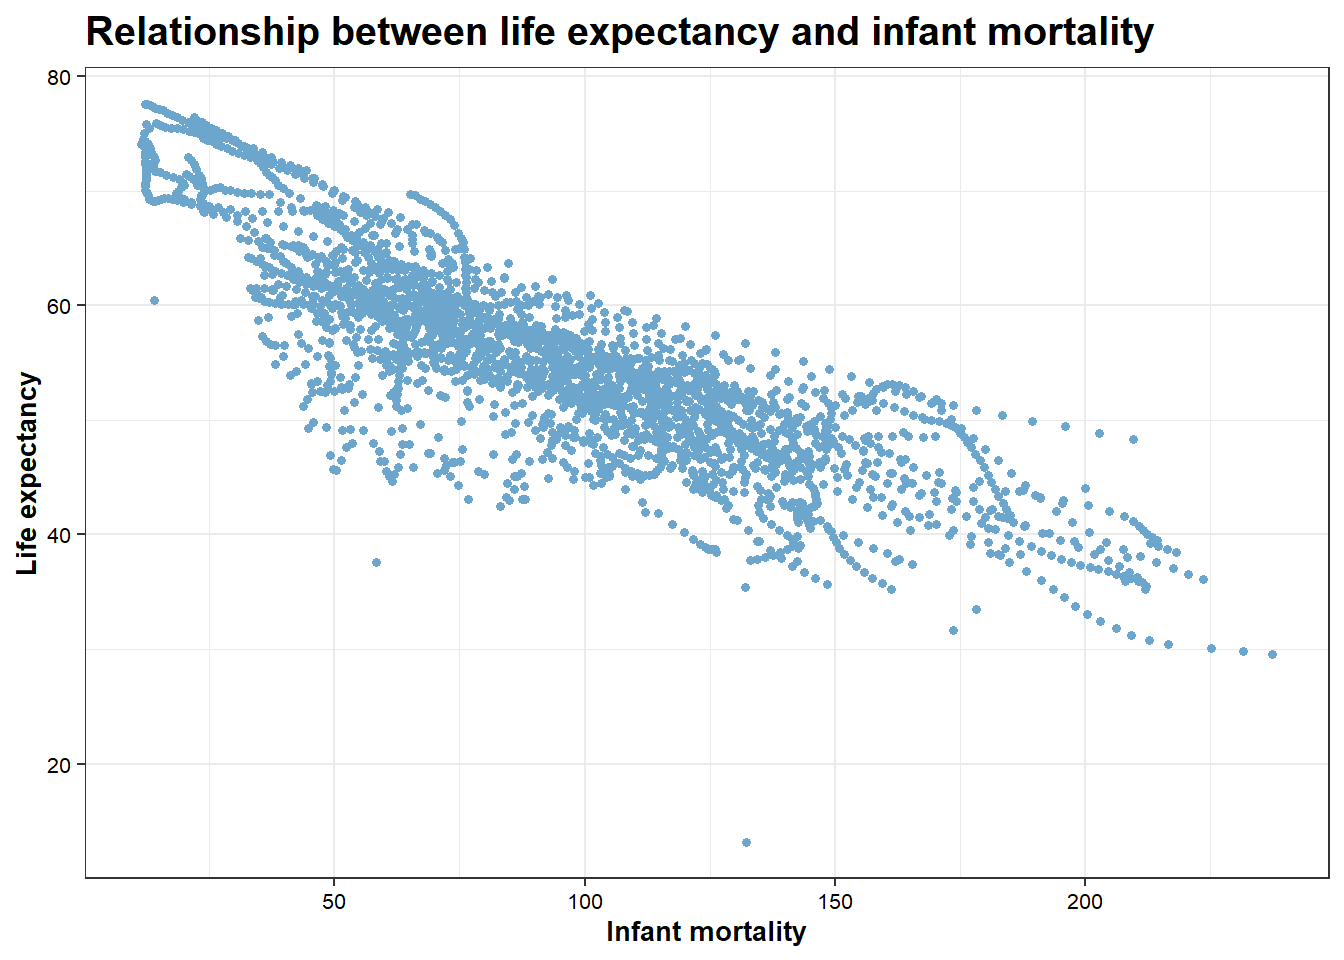 Relationship between life expectancy and infant mortality
80
60
40
20
Life expectancy
50 100 150 200
Infant mortality